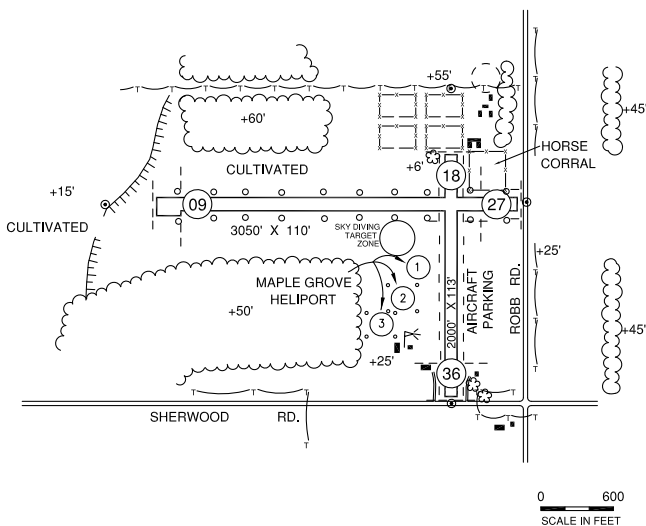 +55'
+60'
+45'
HORSE
CORRAL
+6'
CULTIVATED
18
+15'
09
27
CULTIVATED
3050' X 110'
SKY DIVING
TARGET
ZONE
+25'
1
MAPLE GROVE
HELIPORT
2
3
+50'
2000' X 113'
AIRCRAFT
PARKING
ROBB RD.
+45'
+25'
36
SHERWOOD RD.
0 600
SCALE IN FEET